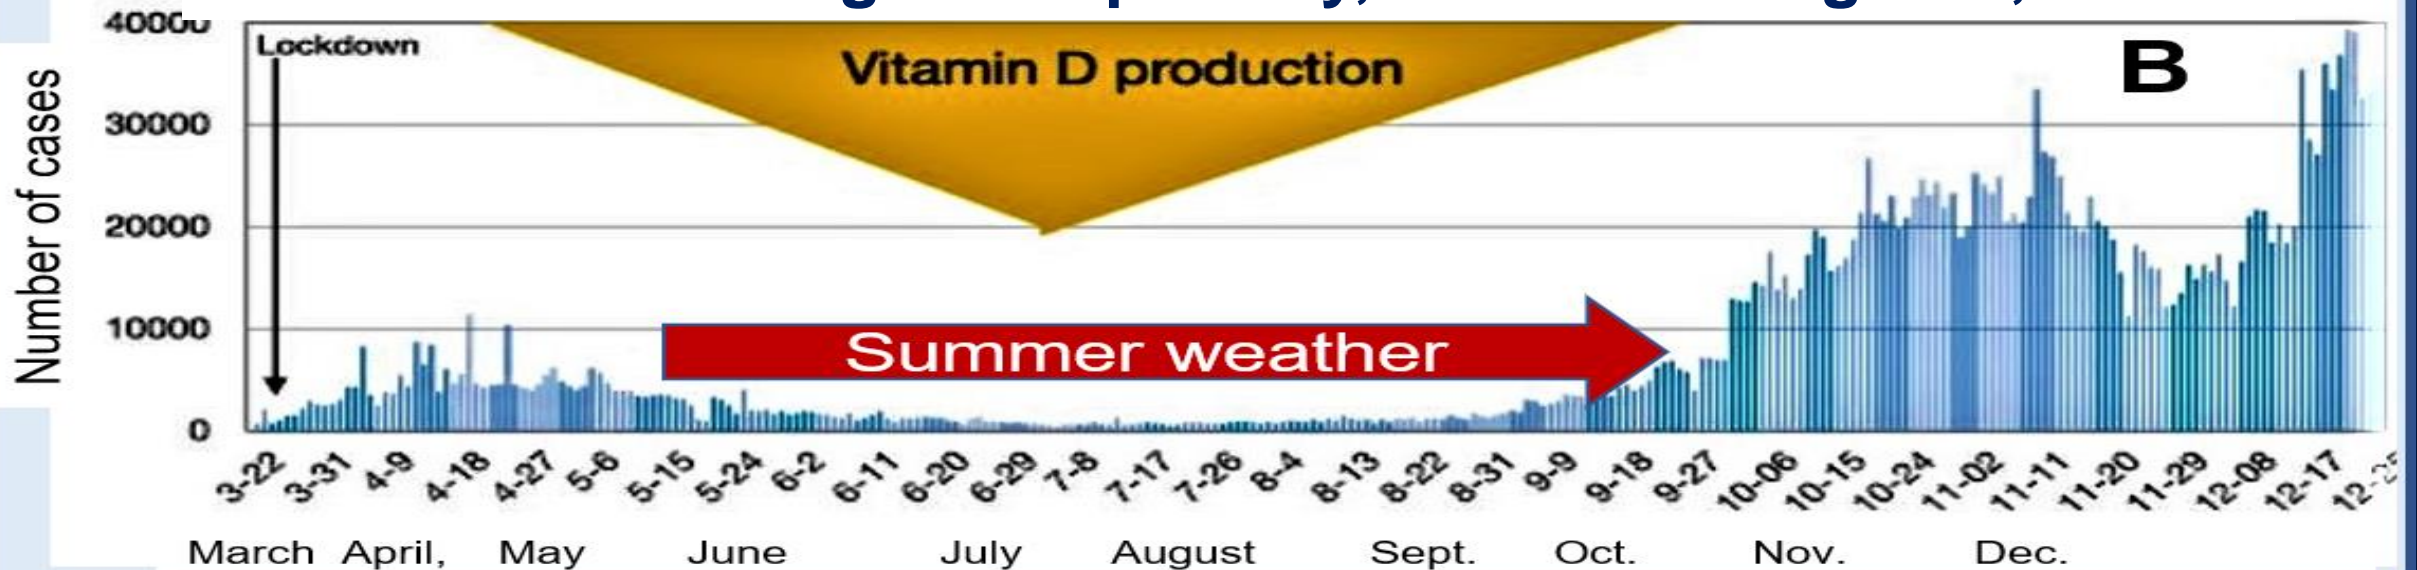 40000
Lockdown
Vitamin D production
B
30000
20000
10000
0
Number of cases
Summer weather
3-22 3-31 4-9 4-18 4-27 5-6 5-15 5-24 6-2 6-11 6-20 6-29 7-8 7-17 7-26 8-4 8-13 8-22 8-31 9-9 9-18 9-27 10-06 10-15 10-24 11-02 11-11 11-20 11-29 12-08 12-17
March April, May June July August Sept. Oct. Nov. Dec.